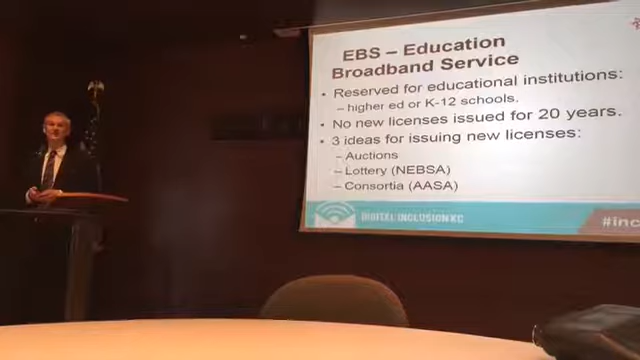 EBS – Education
Broadband Service
• Reserved for educational institutions:
– higher ed or K-12 schools.
• No new licenses issued for 20 years.
• 3 ideas for issuing new licenses:
– Auctions
– Lottery (NEBSA)
– Consortia (AASA)
DIGITAL INCLUSION KC
#inc